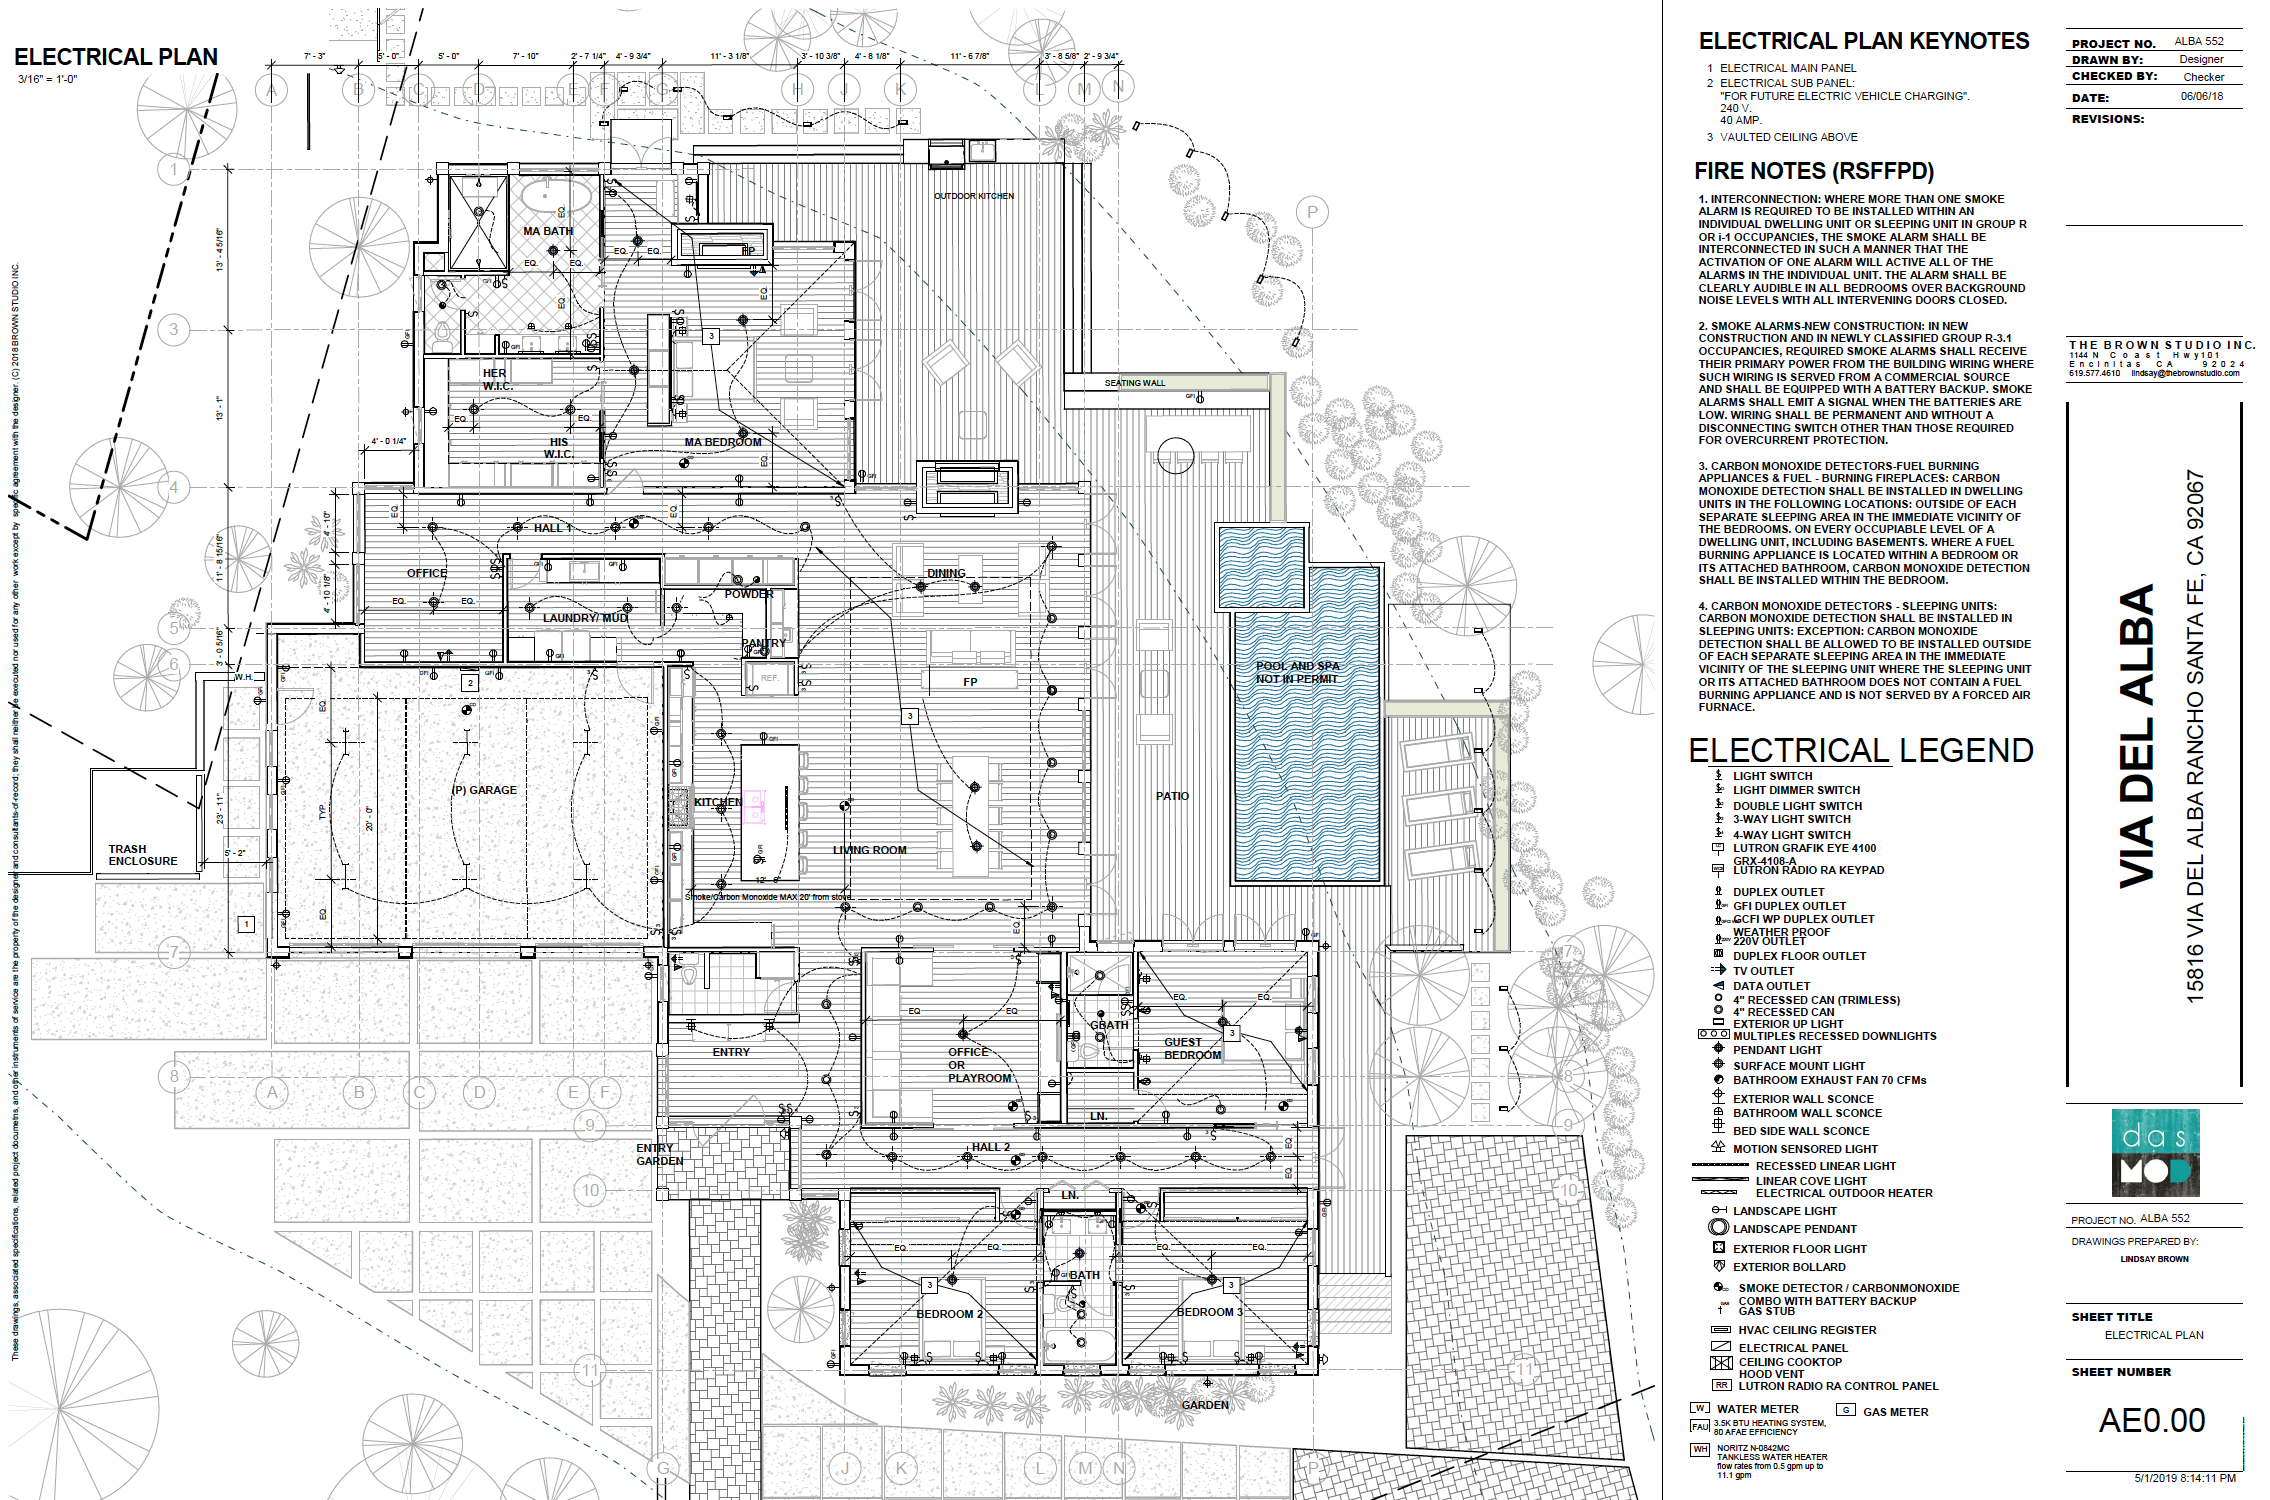 ELECTRICAL PLAN
3/16" = 1'-0"
7' - 3"
5' - 0"
5' - 0"
7' - 10"
2' - 7 1/4"
4' - 9 3/4"
11' - 3 1/8"
3' - 10 3/8"
4' - 8 1/8"
11' - 6 7/8"
3' - 8 5/8"
2' - 9 3/4"
A
B
C
D
E
F
G
H
J
K
L
M
N
P
1
3
4
5
6
7
8
13' - 4 5/16"
13' - 1"
11' - 8 15/16"
3' - 0 5/16"
23' - 11"
4' - 0 1/4"
4' - 10"
4' - 10 1/8"
5' - 2"
20' - 0"
TYP.
EQ.
OUTDOOR KITCHEN
MA BATH
FP
HER
W.I.C.
HIS
W.I.C.
MA BEDROOM
SEATING WALL
GFI
HALL 1
OFFICE
DINING
POWDER
LAUNDRY/ MUD
PANTRY
REF.
FP
W.H.
POOL AND SPA
NOT IN PERMIT
(P) GARAGE
KITCHEN
PATIO
TRASH
ENCLOSURE
LIVING ROOM
12' - 6"
Smoke/Carbon Monoxide MAX 20' from stove
GBATH
GUEST
BEDROOM
ENTRY
OFFICE
OR
PLAYROOM
LN.
HALL 2
ENTRY
GARDEN
LN.
BATH
BEDROOM 2
BEDROOM 3
GARDEN
7
8
9
9
10
10
11
11
A
B
C
D
E
F
G
J
K
L
M
N
P
These drawings, associated specifications, related project documetns, and other instruments of service are the property of the designer and consultants-of-record; they shall neither be executed nor used for any other work except by specific agreement with the designer. (C) 2018 BROWN STUDIO INC.
ELECTRICAL PLAN KEYNOTES
1 ELECTRICAL MAIN PANEL
2 ELECTRICAL SUB PANEL:
"FOR FUTURE ELECTRIC VEHICLE CHARGING".
240 V.
40 AMP.
3 VAULTED CEILING ABOVE
FIRE NOTES (RSFFPD)
1. INTERCONNECTION: WHERE MORE THAN ONE SMOKE
ALARM IS REQUIRED TO BE INSTALLED WITHIN AN
INDIVIDUAL DWELLING UNIT OR SLEEPING UNIT IN GROUP R
OR i-1 OCCUPANCIES, THE SMOKE ALARM SHALL BE
INTERCONNECTED IN SUCH A MANNER THAT THE
ACTIVATION OF ONE ALARM WILL ACTIVE ALL OF THE
ALARMS IN THE INDIVIDUAL UNIT. THE ALARM SHALL BE
CLEARLY AUDIBLE IN ALL BEDROOMS OVER BACKGROUND
NOISE LEVELS WITH ALL INTERVENING DOORS CLOSED.
2. SMOKE ALARMS-NEW CONSTRUCTION: IN NEW
CONSTRUCTION AND IN NEWLY CLASSIFIED GROUP R-3.1
OCCUPANCIES, REQUIRED SMOKE ALARMS SHALL RECEIVE
THEIR PRIMARY POWER FROM THE BUILDING WIRING WHERE
SUCH WIRING IS SERVED FROM A COMMERCIAL SOURCE
AND SHALL BE EQUIPPED WITH A BATTERY BACKUP. SMOKE
ALARMS SHALL EMIT A SIGNAL WHEN THE BATTERIES ARE
LOW. WIRING SHALL BE PERMANENT AND WITHOUT A
DISCONNECTING SWITCH OTHER THAN THOSE REQUIRED
FOR OVERCURRENT PROTECTION.
3. CARBON MONOXIDE DETECTORS-FUEL BURNING
APPLIANCES & FUEL - BURNING FIREPLACES: CARBON
MONOXIDE DETECTION SHALL BE INSTALLED IN DWELLING
UNITS IN THE FOLLOWING LOCATIONS: OUTSIDE OF EACH
SEPARATE SLEEPING AREA IN THE IMMEDIATE VICINITY OF
THE BEDROOMS. ON EVERY OCCUPIABLE LEVEL OF A
DWELLING UNIT, INCLUDING BASEMENTS. WHERE A FUEL
BURNING APPLIANCE IS LOCATED WITHIN A BEDROOM OR
ITS ATTACHED BATHROOM, CARBON MONOXIDE DETECTION
SHALL BE INSTALLED WITHIN THE BEDROOM.
4. CARBON MONOXIDE DETECTORS - SLEEPING UNITS:
CARBON MONOXIDE DETECTION SHALL BE INSTALLED IN
SLEEPING UNITS: EXCEPTION: CARBON MONOXIDE
DETECTION SHALL BE ALLOWED TO BE INSTALLED OUTSIDE
OF EACH SEPARATE SLEEPING AREA IN THE IMMEDIATE
VICINITY OF THE SLEEPING UNIT WHERE THE SLEEPING UNIT
OR ITS ATTACHED BATHROOM DOES NOT CONTAIN A FUEL
BURNING APPLIANCE AND IS NOT SERVED BY A FORCED AIR
FURNACE.
ELECTRICAL LEGEND
LIGHT SWITCH
LIGHT DIMMER SWITCH
DOUBLE LIGHT SWITCH
3-WAY LIGHT SWITCH
4-WAY LIGHT SWITCH
LUTRON GRAFIK EYE 4100
GRX-4108-A
LUTRON RADIO RA KEYPAD
DUPLEX OUTLET
GFI DUPLEX OUTLET
GCFI WP DUPLEX OUTLET
WEATHER PROOF
220V OUTLET
DUPLEX FLOOR OUTLET
TV OUTLET
DATA OUTLET
4" RECESSED CAN (TRIMLESS)
4" RECESSED CAN
EXTERIOR UP LIGHT
MULTIPLES RECESSED DOWNLIGHTS
PENDANT LIGHT
SURFACE MOUNT LIGHT
BATHROOM EXHAUST FAN 70 CFMs
EXTERIOR WALL SCONCE
BATHROOM WALL SCONCE
BED SIDE WALL SCONCE
MOTION SENSORED LIGHT
RECESSED LINEAR LIGHT
LINEAR COVE LIGHT
ELECTRICAL OUTDOOR HEATER
LANDSCAPE LIGHT
LANDSCAPE PENDANT
EXTERIOR FLOOR LIGHT
EXTERIOR BOLLARD
SMOKE DETECTOR / CARBONMONOXIDE
COMBO WITH BATTERY BACKUP
GAS STUB
HVAC CEILING REGISTER
ELECTRICAL PANEL
CEILING COOKTOP
HOOD VENT
RR LUTRON RADIO RA CONTROL PANEL
W WATER METER
G GAS METER
FAU 3.5K BTU HEATING SYSTEM,
80 AFAE EFFICIENCY
WH NORITZ N-0842MC
TANKLESS WATER HEATER
flow rates from 0.5 gpm up to
11.1 gpm
PROJECT NO. ALBA 552
DRAWN BY: Designer
CHECKED BY: Checker
DATE: 06/06/18
REVISIONS:
THE BROWN STUDIO INC.
1144 N Coast Hwy101
Encinitas CA 92024
619.577.4610 lindsay@thebrownstudio.com
VIA DEL ALBA
15816 VIA DEL ALBA RANCHO SANTA FE, CA 92067
das
MOD
PROJECT NO. ALBA 552
DRAWINGS PREPARED BY:
LINDSAY BROWN
SHEET TITLE
ELECTRICAL PLAN
SHEET NUMBER
AE0.00
5/1/2019 8:14:11 PM